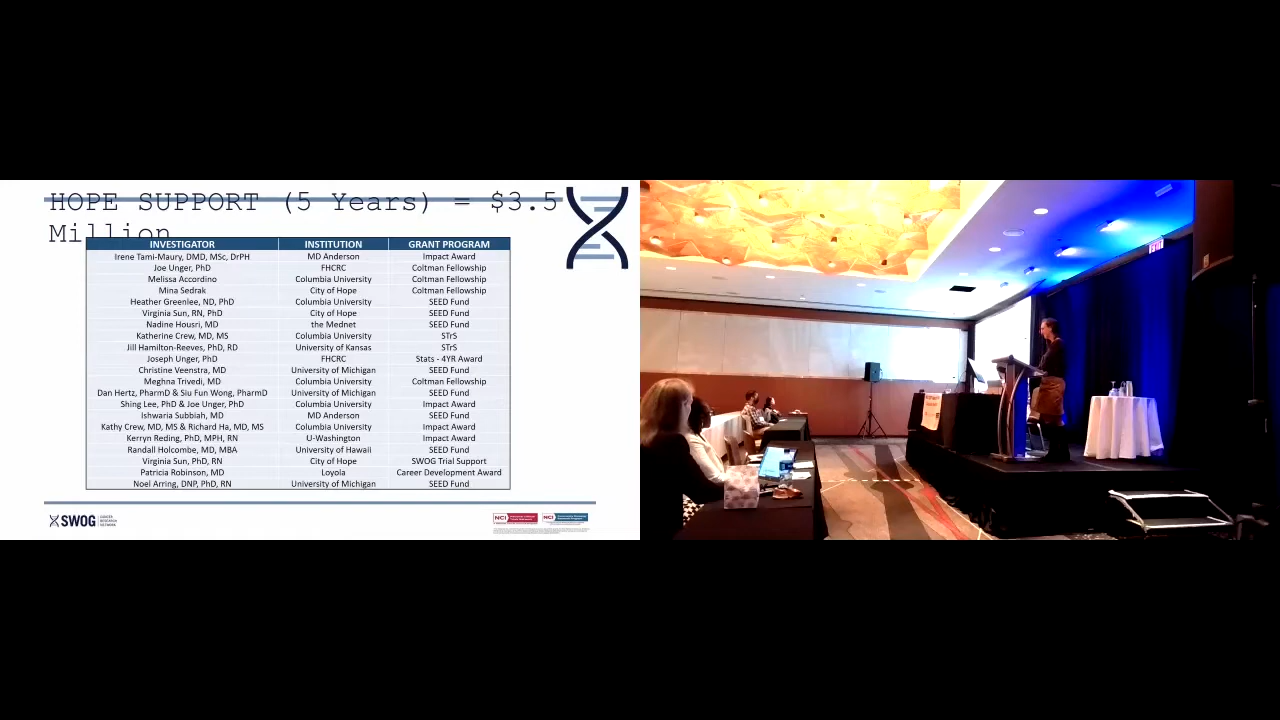 HOPE SUPPORT (5 Years) = $3.5
Million
INVESTIGATOR INSTITUTION GRANT PROGRAM
Irene Tami-Maury, DMD, MSc, DrPH MD Anderson Impact Award
Joe Unger, PhD FHCRC Coltman Fellowship
Melissa Accordino Columbia University Coltman Fellowship
Mina Sedrak City of Hope Coltman Fellowship
Heather Greenlee, ND, PhD Columbia University SEED Fund
Virginia Sun, RN, PhD City of Hope SEED Fund
Nadine Housri, MD the Mednet SEED Fund
Katherine Crew, MD, MS Columbia University STrS
Jill Hamilton-Reeves, PhD, RD University of Kansas STrS
Joseph Unger, PhD FHCRC Stats - 4YR Award
Christine Veenstra, MD University of Michigan SEED Fund
Meghna Trivedi, MD Columbia University Coltman Fellowship
Dan Hertz, PharmD & Siu Fun Wong, PharmD University of Michigan SEED Fund
Shing Lee, PhD & Joe Unger, PhD Columbia University Impact Award
Ishwaria Subbiah, MD MD Anderson SEED Fund
Kathy Crew, MD, MS & Richard Ha, MD, MS Columbia University Impact Award
Kerryn Reding, PhD, MPH, RN U-Washington Impact Award
Randall Holcombe, MD, MBA University of Hawaii SEED Fund
Virginia Sun, PhD, RN City of Hope SWOG Trial Support
Patricia Robinson, MD Loyola Career Development Award
Noel Arring, DNP, PhD, RN University of Michigan SEED Fund
SWOG
CANCER
RESEARCH
NETWORK
NCI
NCI